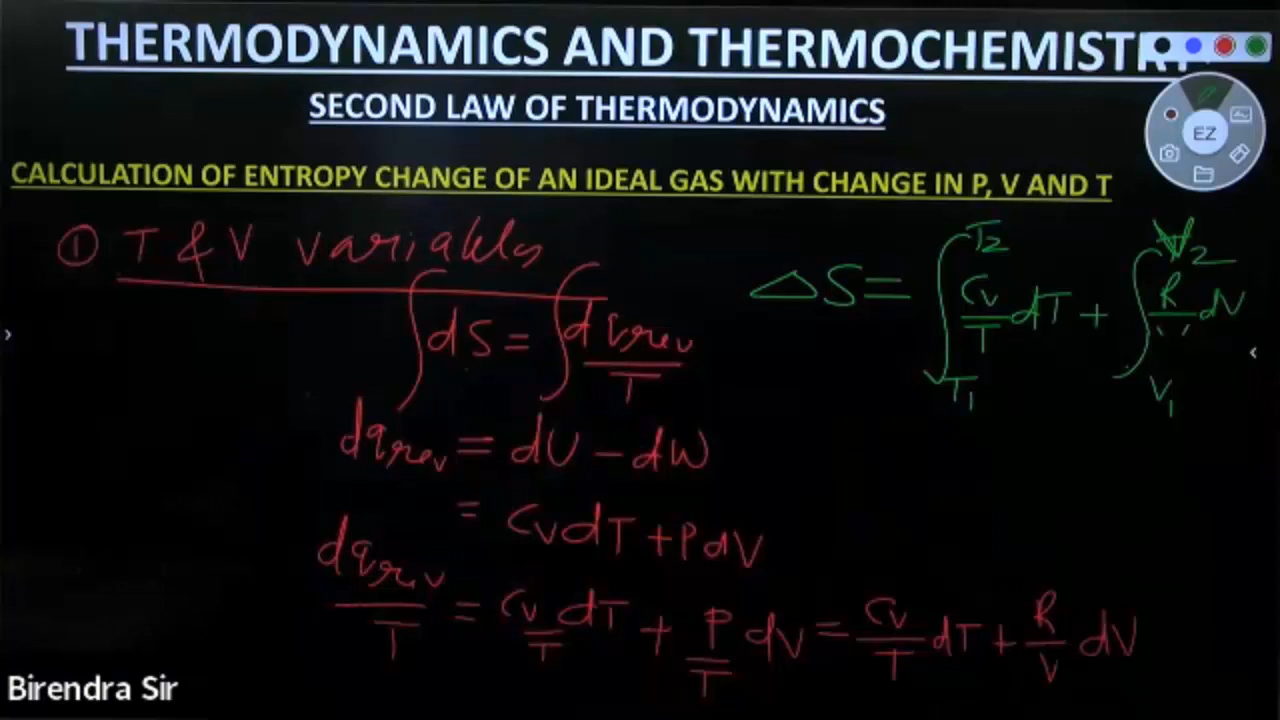 THERMODYNAMICS AND THERMOCHEMISTRY
SECOND LAW OF THERMODYNAMICS
EZ
CALCULATION OF ENTROPY CHANGE OF AN IDEAL GAS WITH CHANGE IN P, V AND T
① T & V variables
∫dS = ∫dq_rev/T
ΔS = ∫_{T1}^{T2} Cv/T dT + ∫_{V1}^{V2} R/V dV
dq_rev = dU - dW
= CvdT + PdV
dq_rev/T = Cv/T dT + P/T dV = Cv/T dT + R/V dV
Birendra Sir